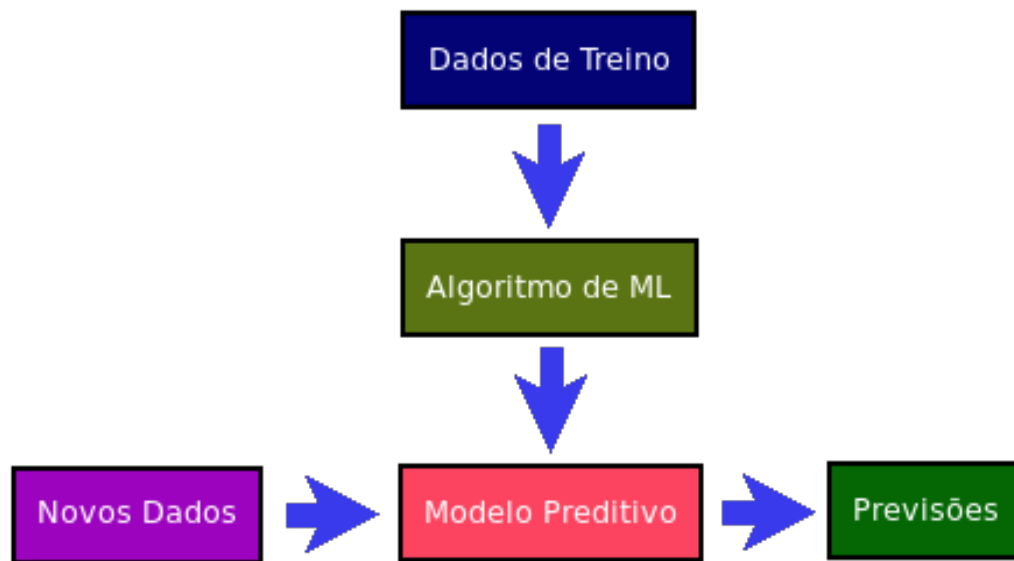 Dados de Treino
Algoritmo de ML
Novos Dados
Modelo Preditivo
Previsões